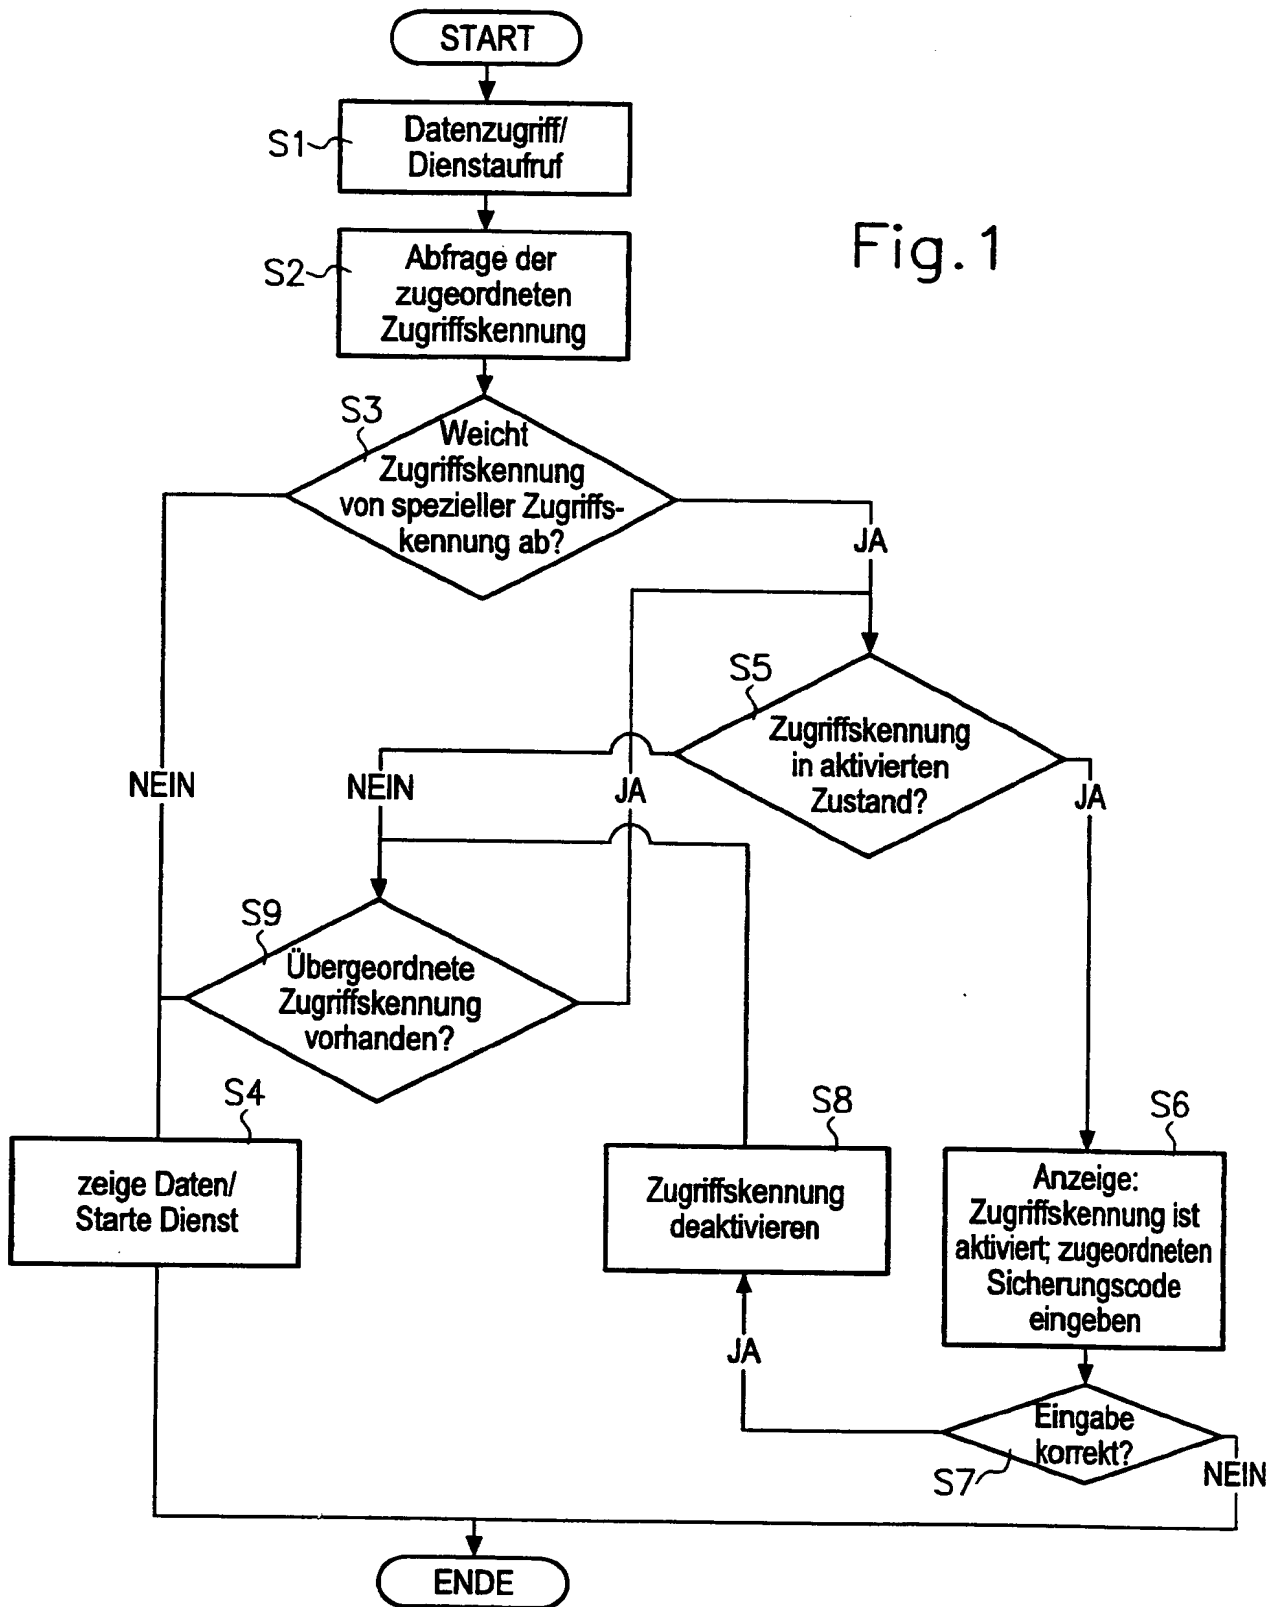 START
S1
Datenzugriff/
Dienstaufruf
S2
Abfrage der
zugeordneten
Zugriffskennung
Fig. 1
S3
Weicht
Zugriffskennung
von spezieller Zugriffs-
kennung ab?
JA
NEIN
S5
Zugriffskennung
in aktivierten
Zustand?
NEIN
JA
JA
S9
Übergeordnete
Zugriffskennung
vorhanden?
S4
zeige Daten/
Starte Dienst
S8
Zugriffskennung
deaktivieren
S6
Anzeige:
Zugriffskennung ist
aktiviert; zugeordneten
Sicherungscode
eingeben
JA
S7
Eingabe
korrekt?
NEIN
ENDE